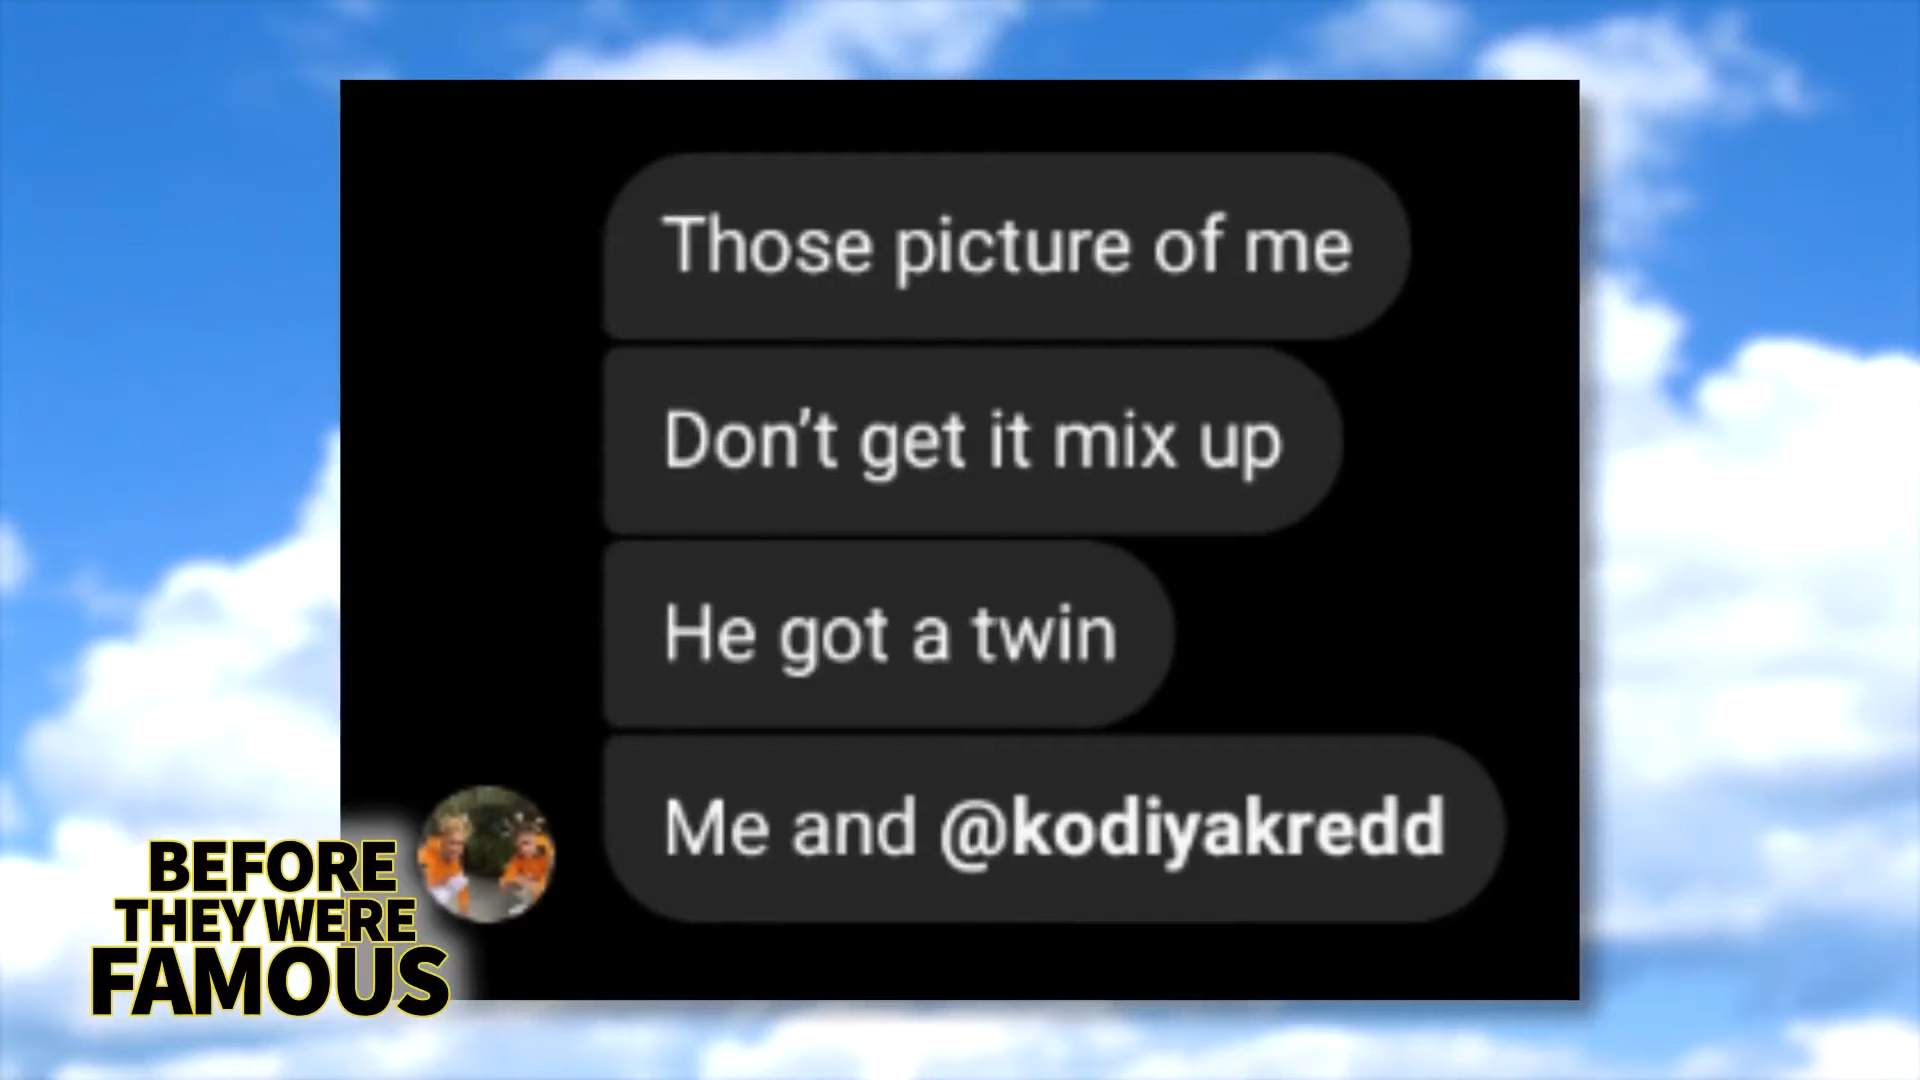 Those picture of me
Don't get it mix up
He got a twin
Me and @kodiyakredd
BEFORE
THEY WERE
FAMOUS